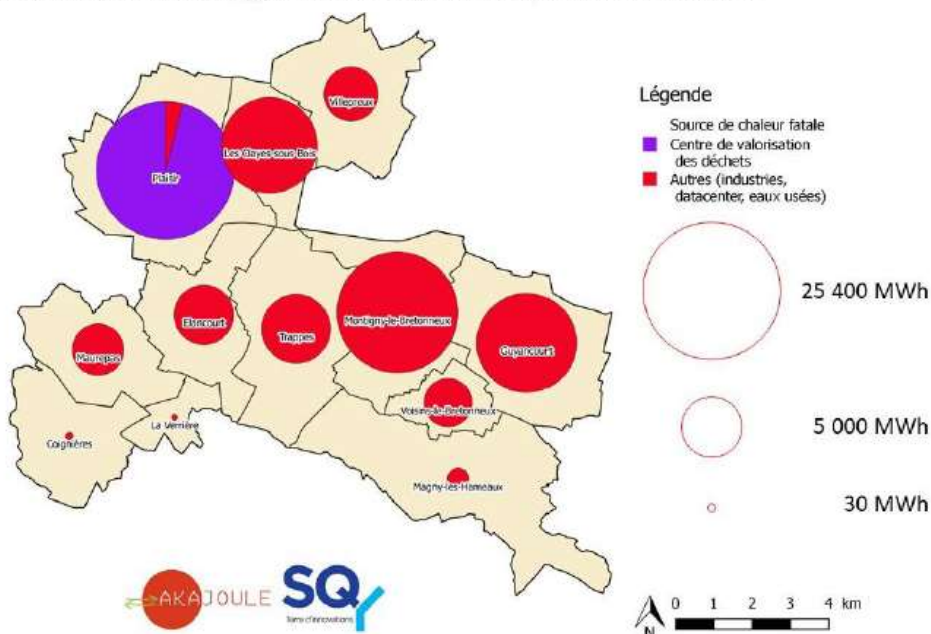 Villepreux
Les Clayes-sous-Bois
Plaisir
Elancourt
Trappes
Montigny-le-Bretonneux
Guyancourt
Maurepas
Voisins-le-Bretonneux
La Verrière
Coignières
Magny-les-Hameaux
Légende
Source de chaleur fatale
Centre de valorisation
des déchets
Autres (industries,
datacenter, eaux usées)
25 400 MWh
5 000 MWh
30 MWh
AKAJOULE
SQY
Terre d'innovations
N
0 1 2 3 4 km